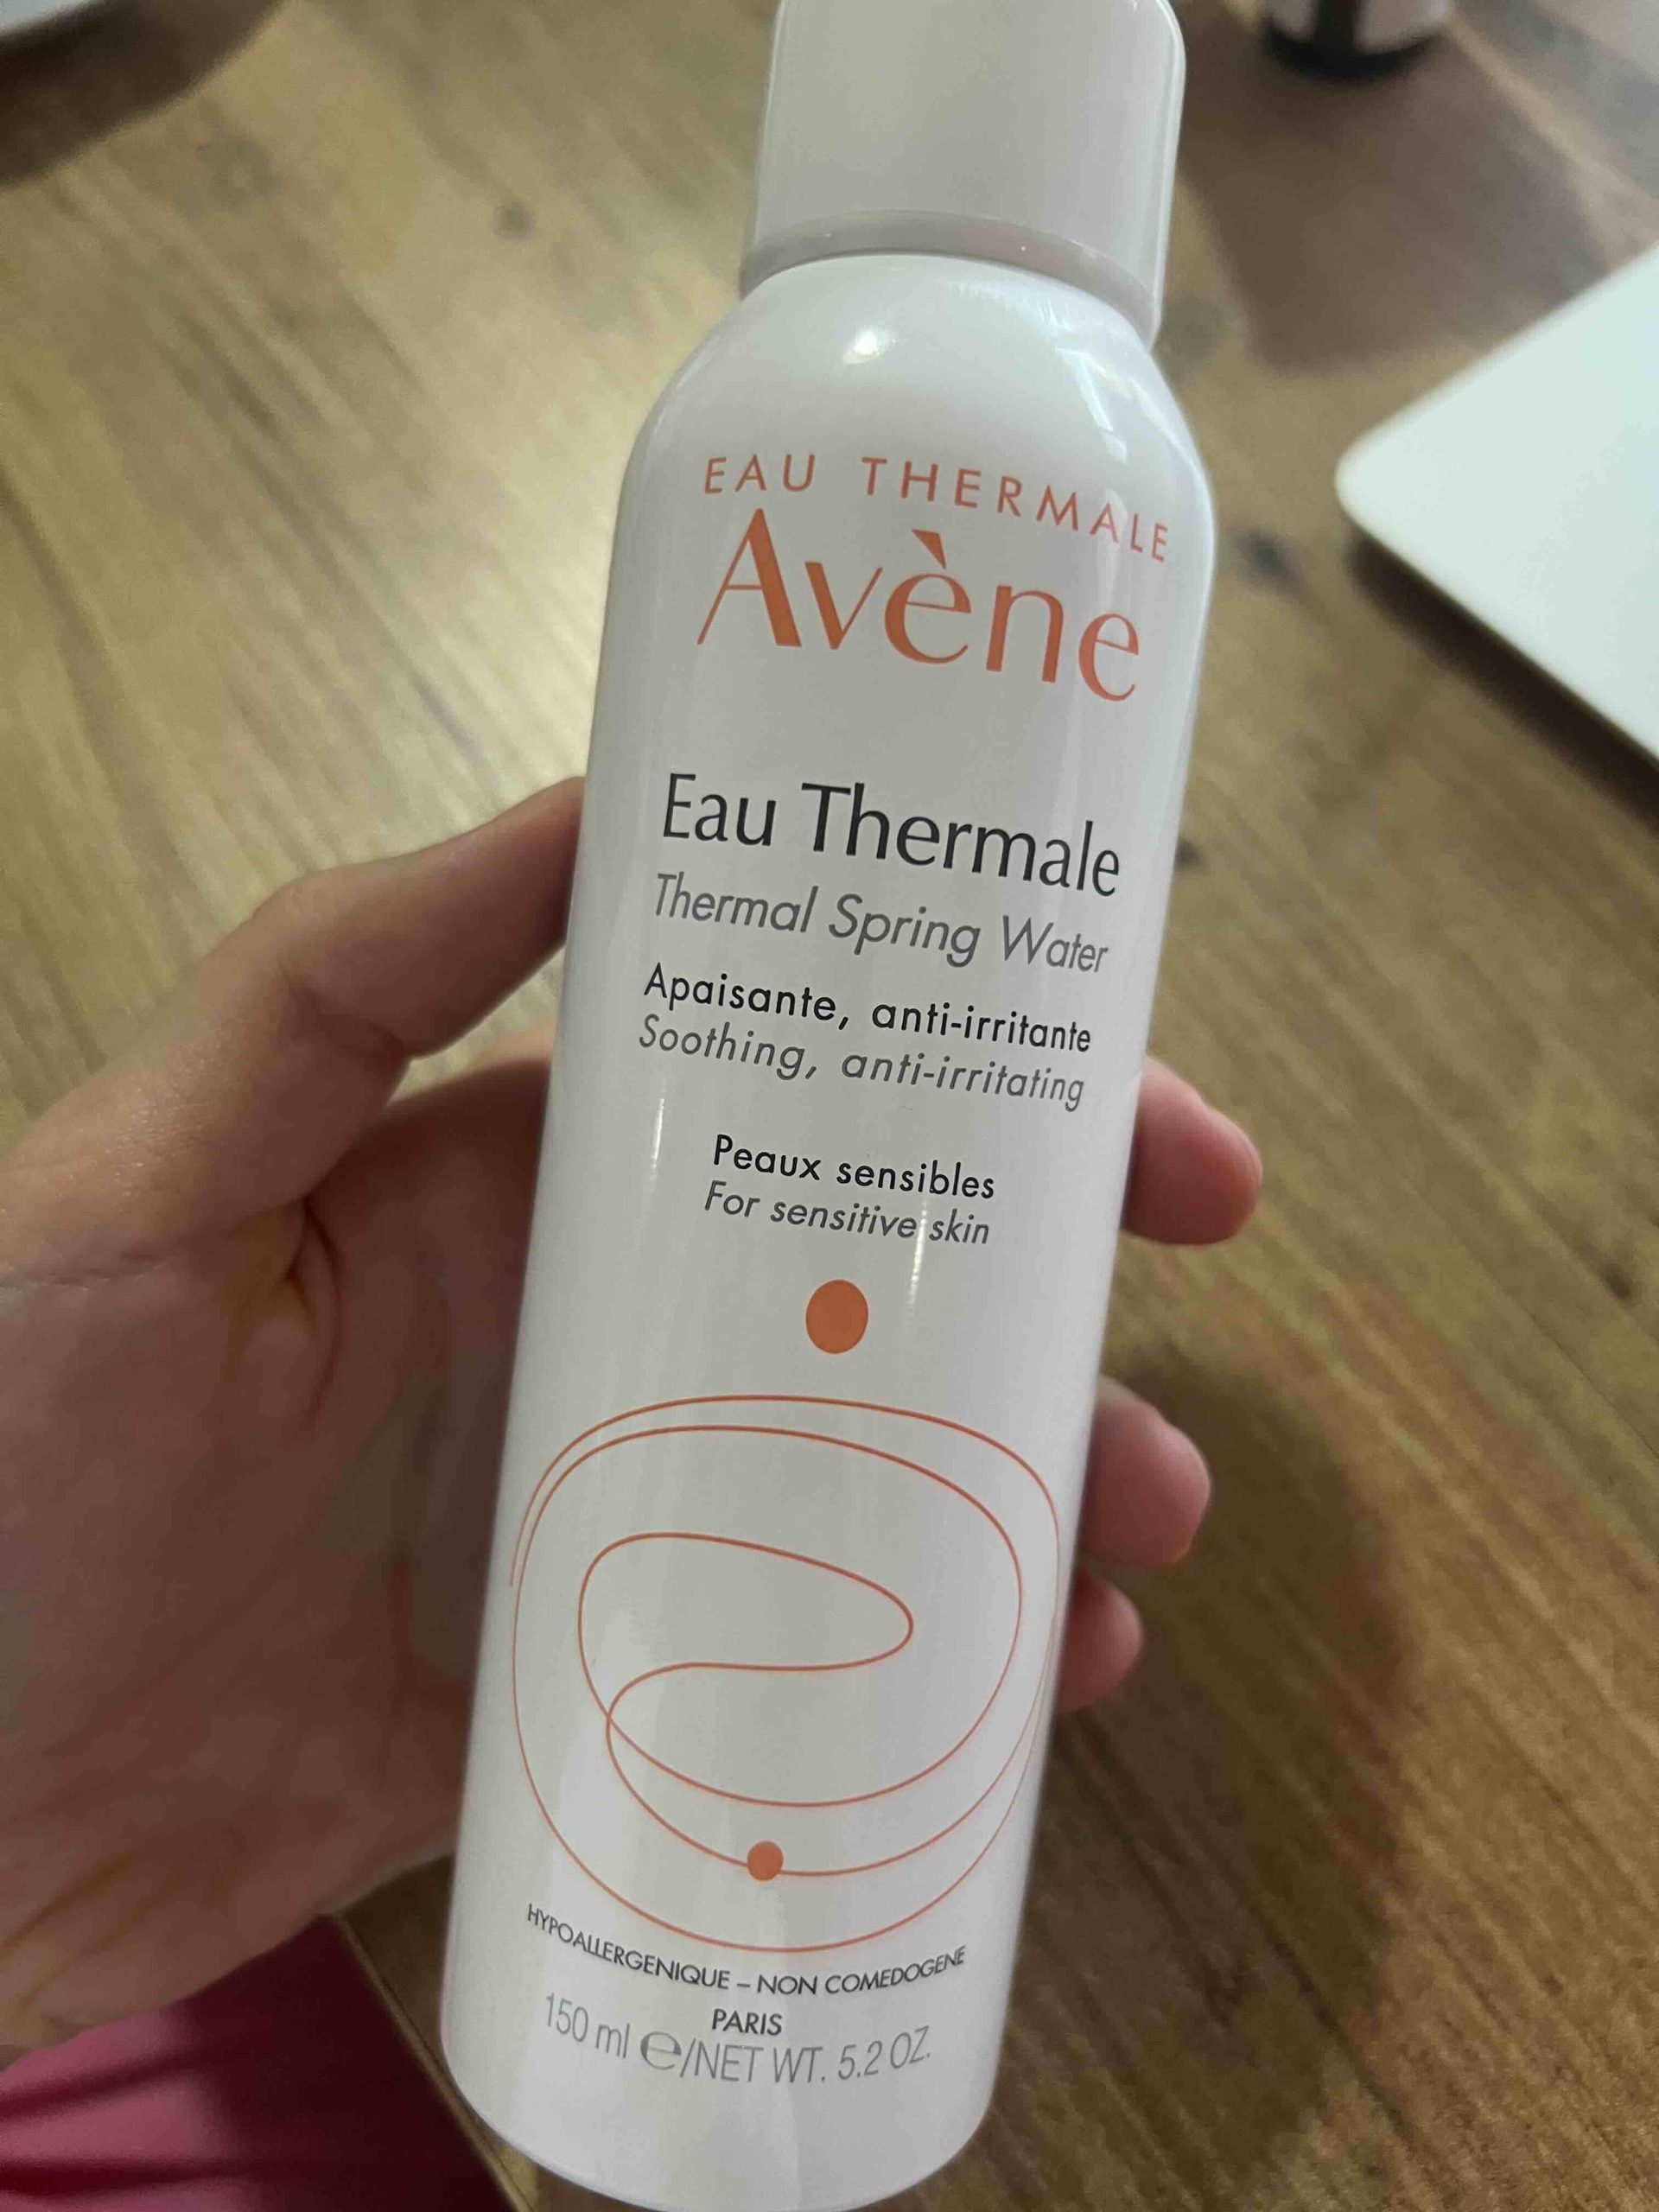 EAU THERMALE
Avène
Eau Thermale
Thermal Spring Water
Apaisante, anti-irritante
Soothing, anti-irritating
Peaux sensibles
For sensitive skin
HYPOALLERGENIQUE – NON COMEDOGENE
PARIS
150 ml ℮/NET WT. 5.2 OZ.